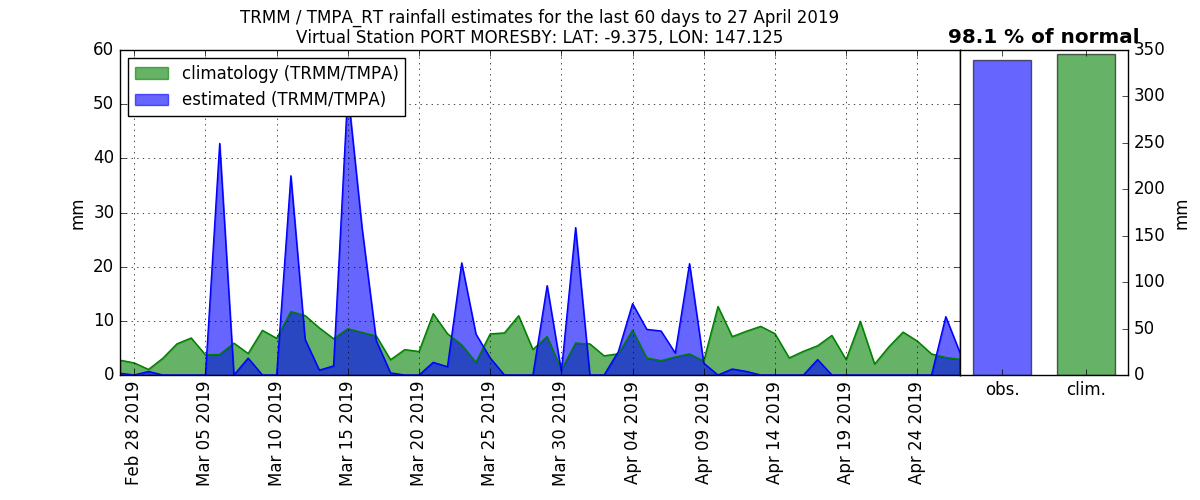 TRMM / TMPA_RT rainfall estimates for the last 60 days to 27 April 2019
Virtual Station PORT MORESBY: LAT: -9.375, LON: 147.125
98.1 % of normal
climatology (TRMM/TMPA)
estimated (TRMM/TMPA)
60
50
40
30
20
10
0
mm
Feb 28 2019
Mar 05 2019
Mar 10 2019
Mar 15 2019
Mar 20 2019
Mar 25 2019
Mar 30 2019
Apr 04 2019
Apr 09 2019
Apr 14 2019
Apr 19 2019
Apr 24 2019
obs.
clim.
350
300
250
200
150
100
50
0
mm